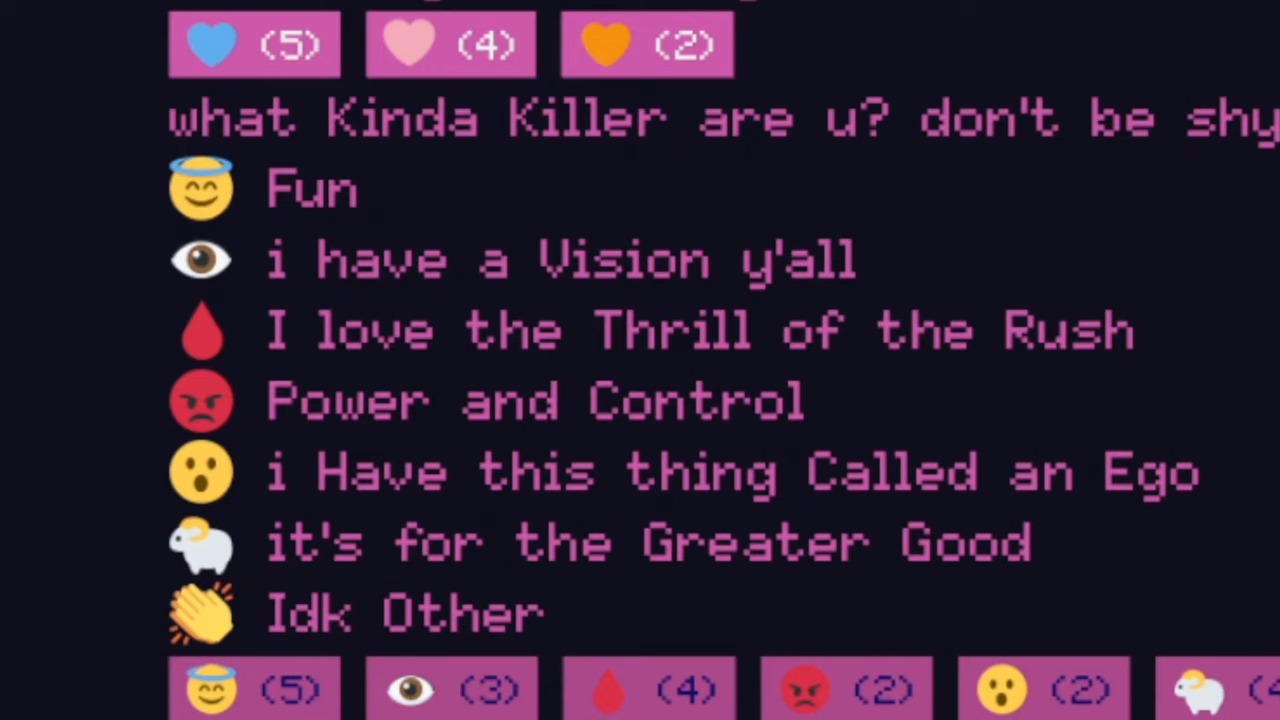 (5) (4) (2)
what Kinda Killer are u? don't be shy
Fun
i have a Vision y'all
I love the Thrill of the Rush
Power and Control
i Have this thing Called an Ego
it's for the Greater Good
Idk Other
(5) (3) (4) (2) (2) (4